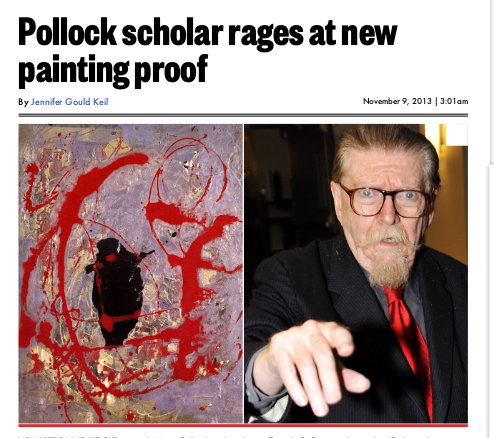 Pollock scholar rages at new
painting proof
By Jennifer Gould Keil
November 9, 2013 | 3:01am